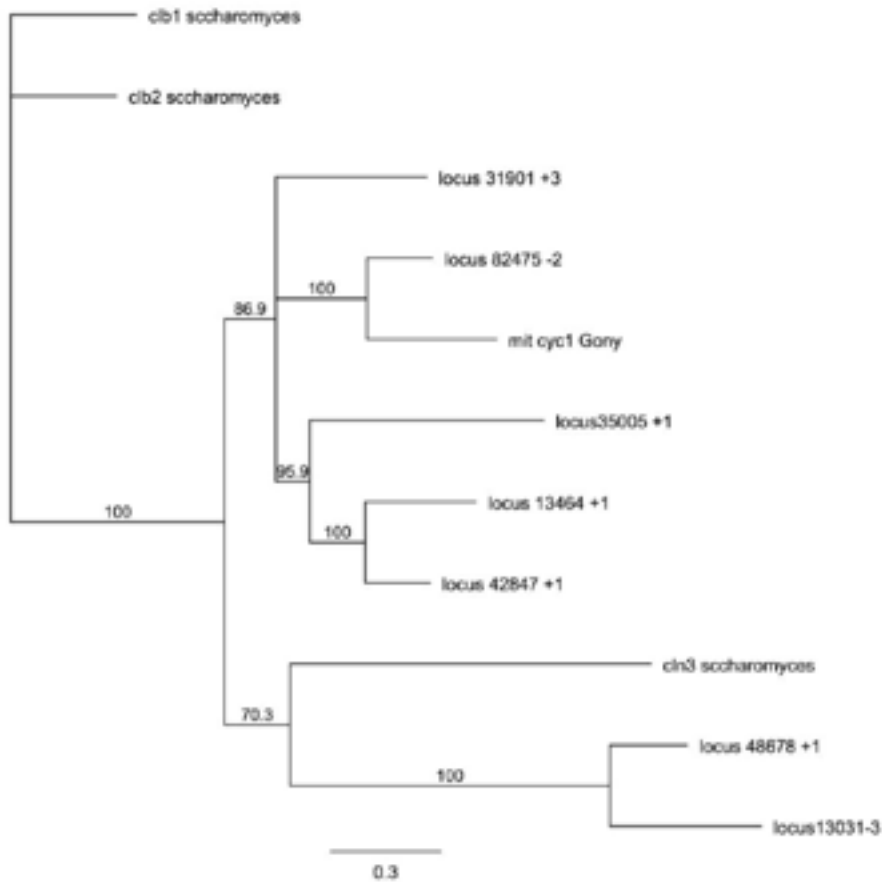 clb1 sccharomyces
clb2 sccharomyces
locus 31901 +3
locus 82475 -2
100
86.9
mit cyc1 Gony
locus35005 +1
95.9
locus 13464 +1
100
100
locus 42847 +1
cln3 sccharomyces
70.3
locus 48678 +1
100
locus13031-3
0.3